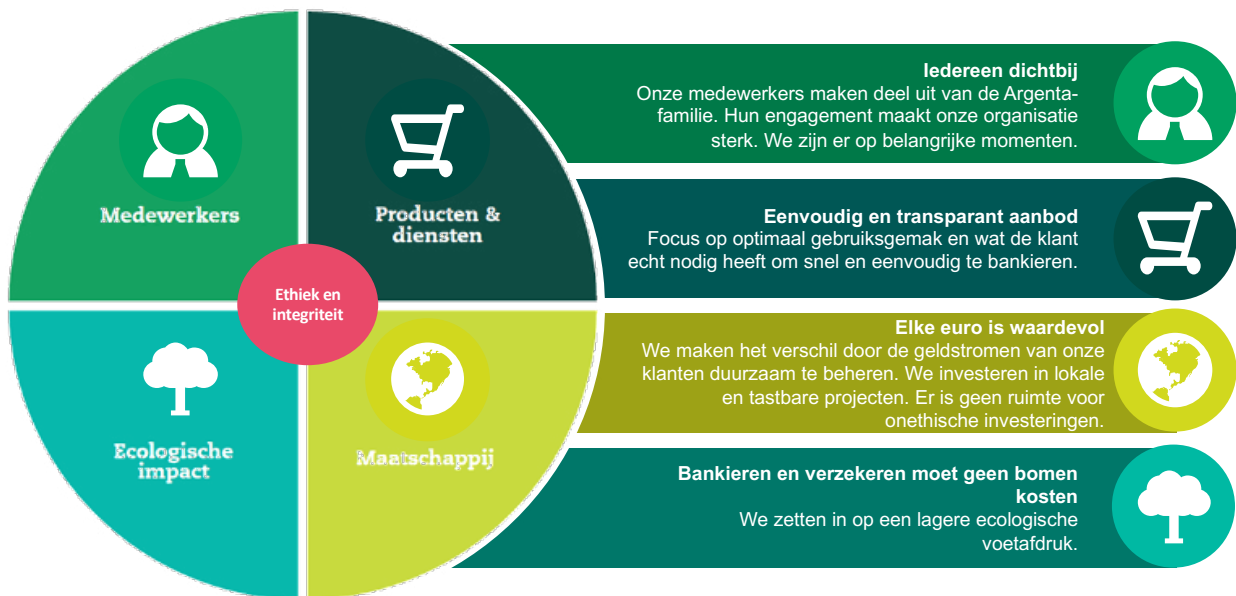 Medewerkers
Producten &
diensten
Ethiek en
integriteit
Ecologische
impact
Maatschappij
Iedereen dichtbij
Onze medewerkers maken deel uit van de Argenta-
familie. Hun engagement maakt onze organisatie
sterk. We zijn er op belangrijke momenten.
Eenvoudig en transparant aanbod
Focus op optimaal gebruiksgemak en wat de klant
echt nodig heeft om snel en eenvoudig te bankieren.
Elke euro is waardevol
We maken het verschil door de geldstromen van onze
klanten duurzaam te beheren. We investeren in lokale
en tastbare projecten. Er is geen ruimte voor
onethische investeringen.
Bankieren en verzekeren moet geen bomen
kosten
We zetten in op een lagere ecologische
voetafdruk.